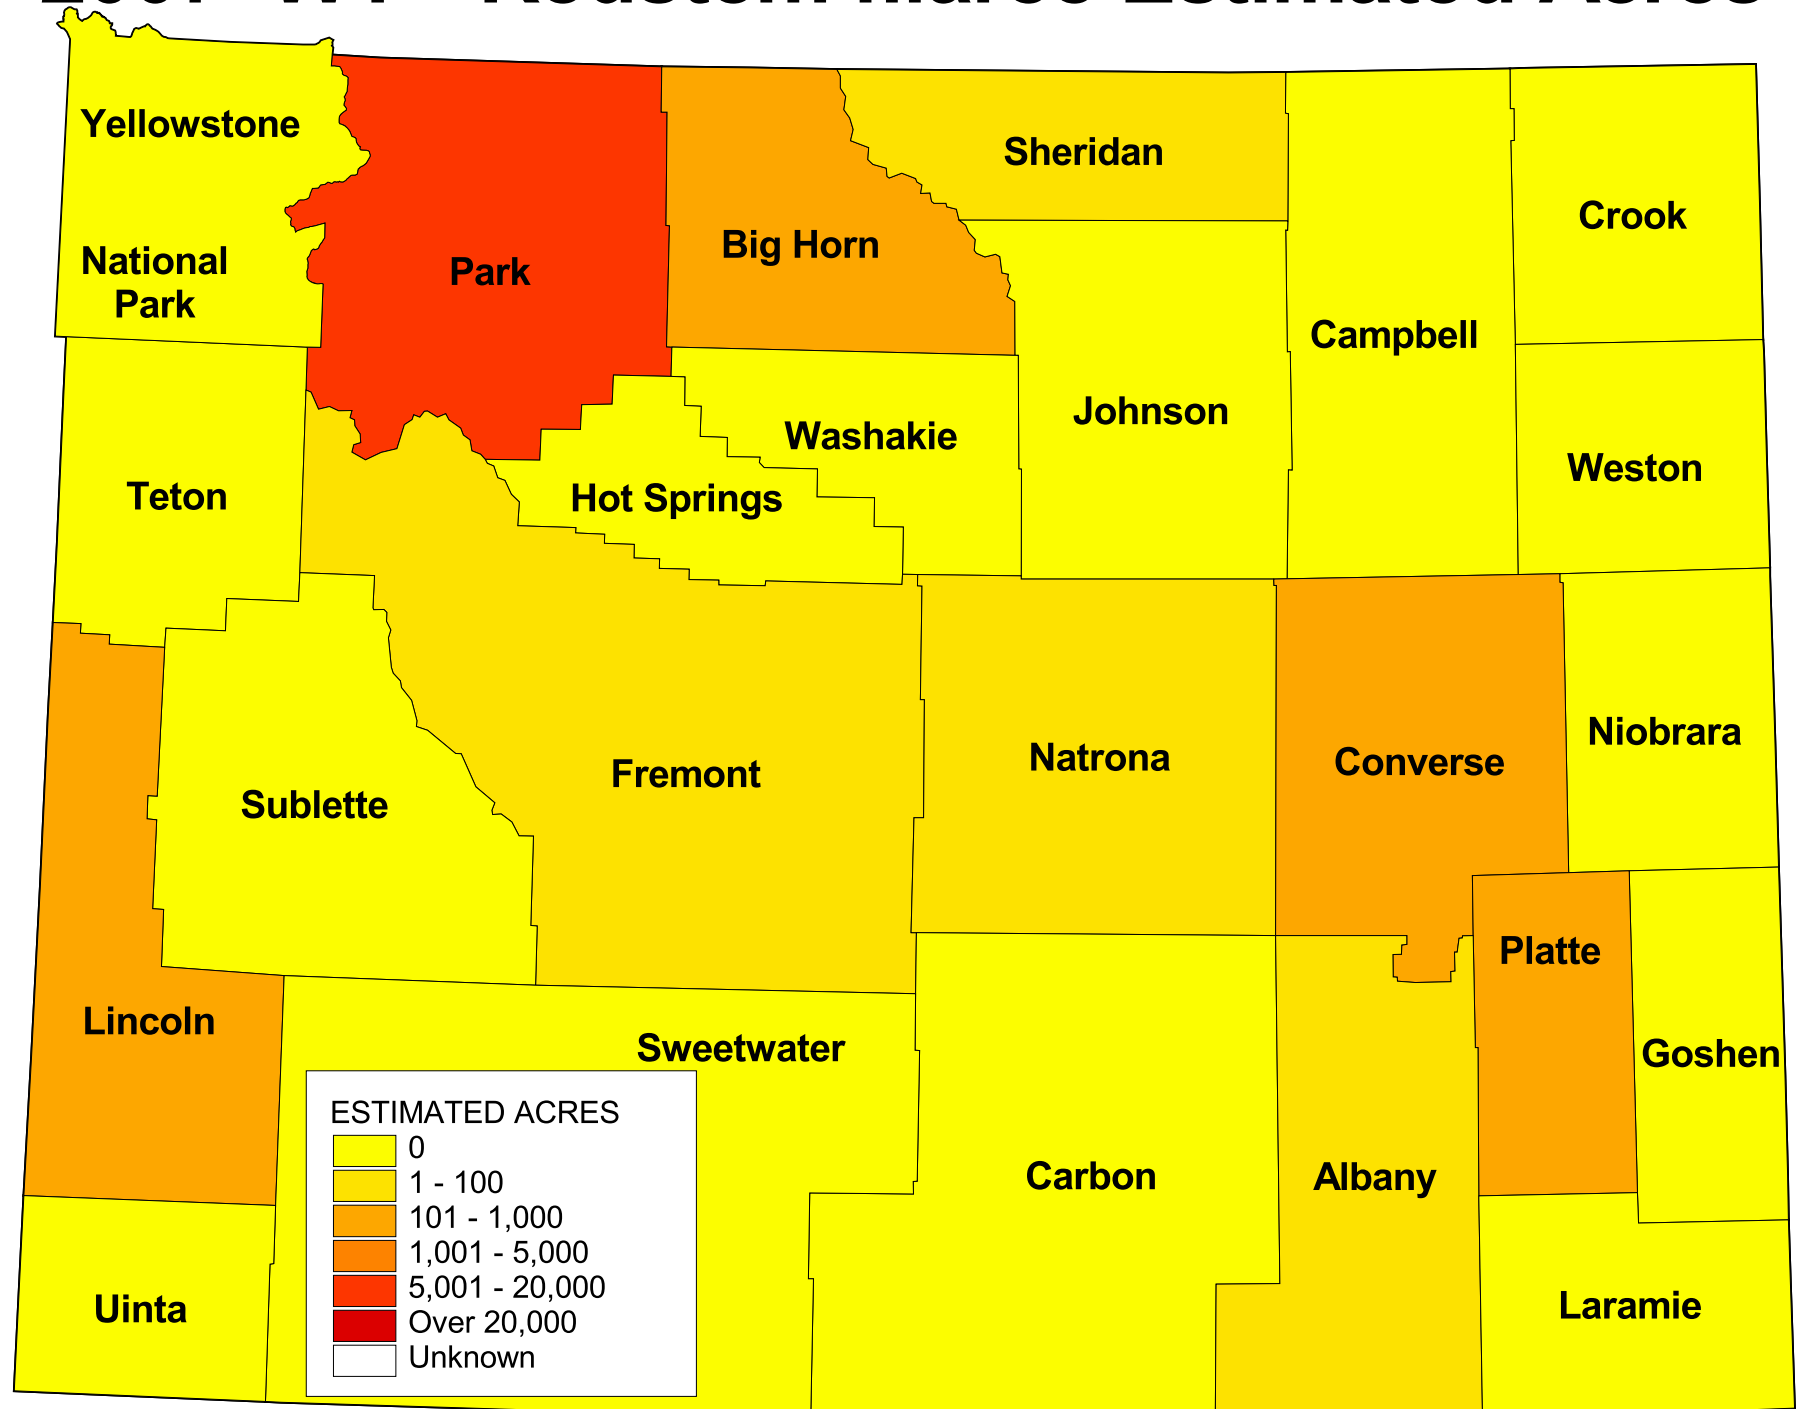 Yellowstone
National
Park
Park
Big Horn
Sheridan
Campbell
Crook
Teton
Hot Springs
Washakie
Johnson
Weston
Sublette
Fremont
Natrona
Converse
Niobrara
Lincoln
Sweetwater
Carbon
Albany
Platte
Goshen
Uinta
Laramie
ESTIMATED ACRES
0
1 - 100
101 - 1,000
1,001 - 5,000
5,001 - 20,000
Over 20,000
Unknown